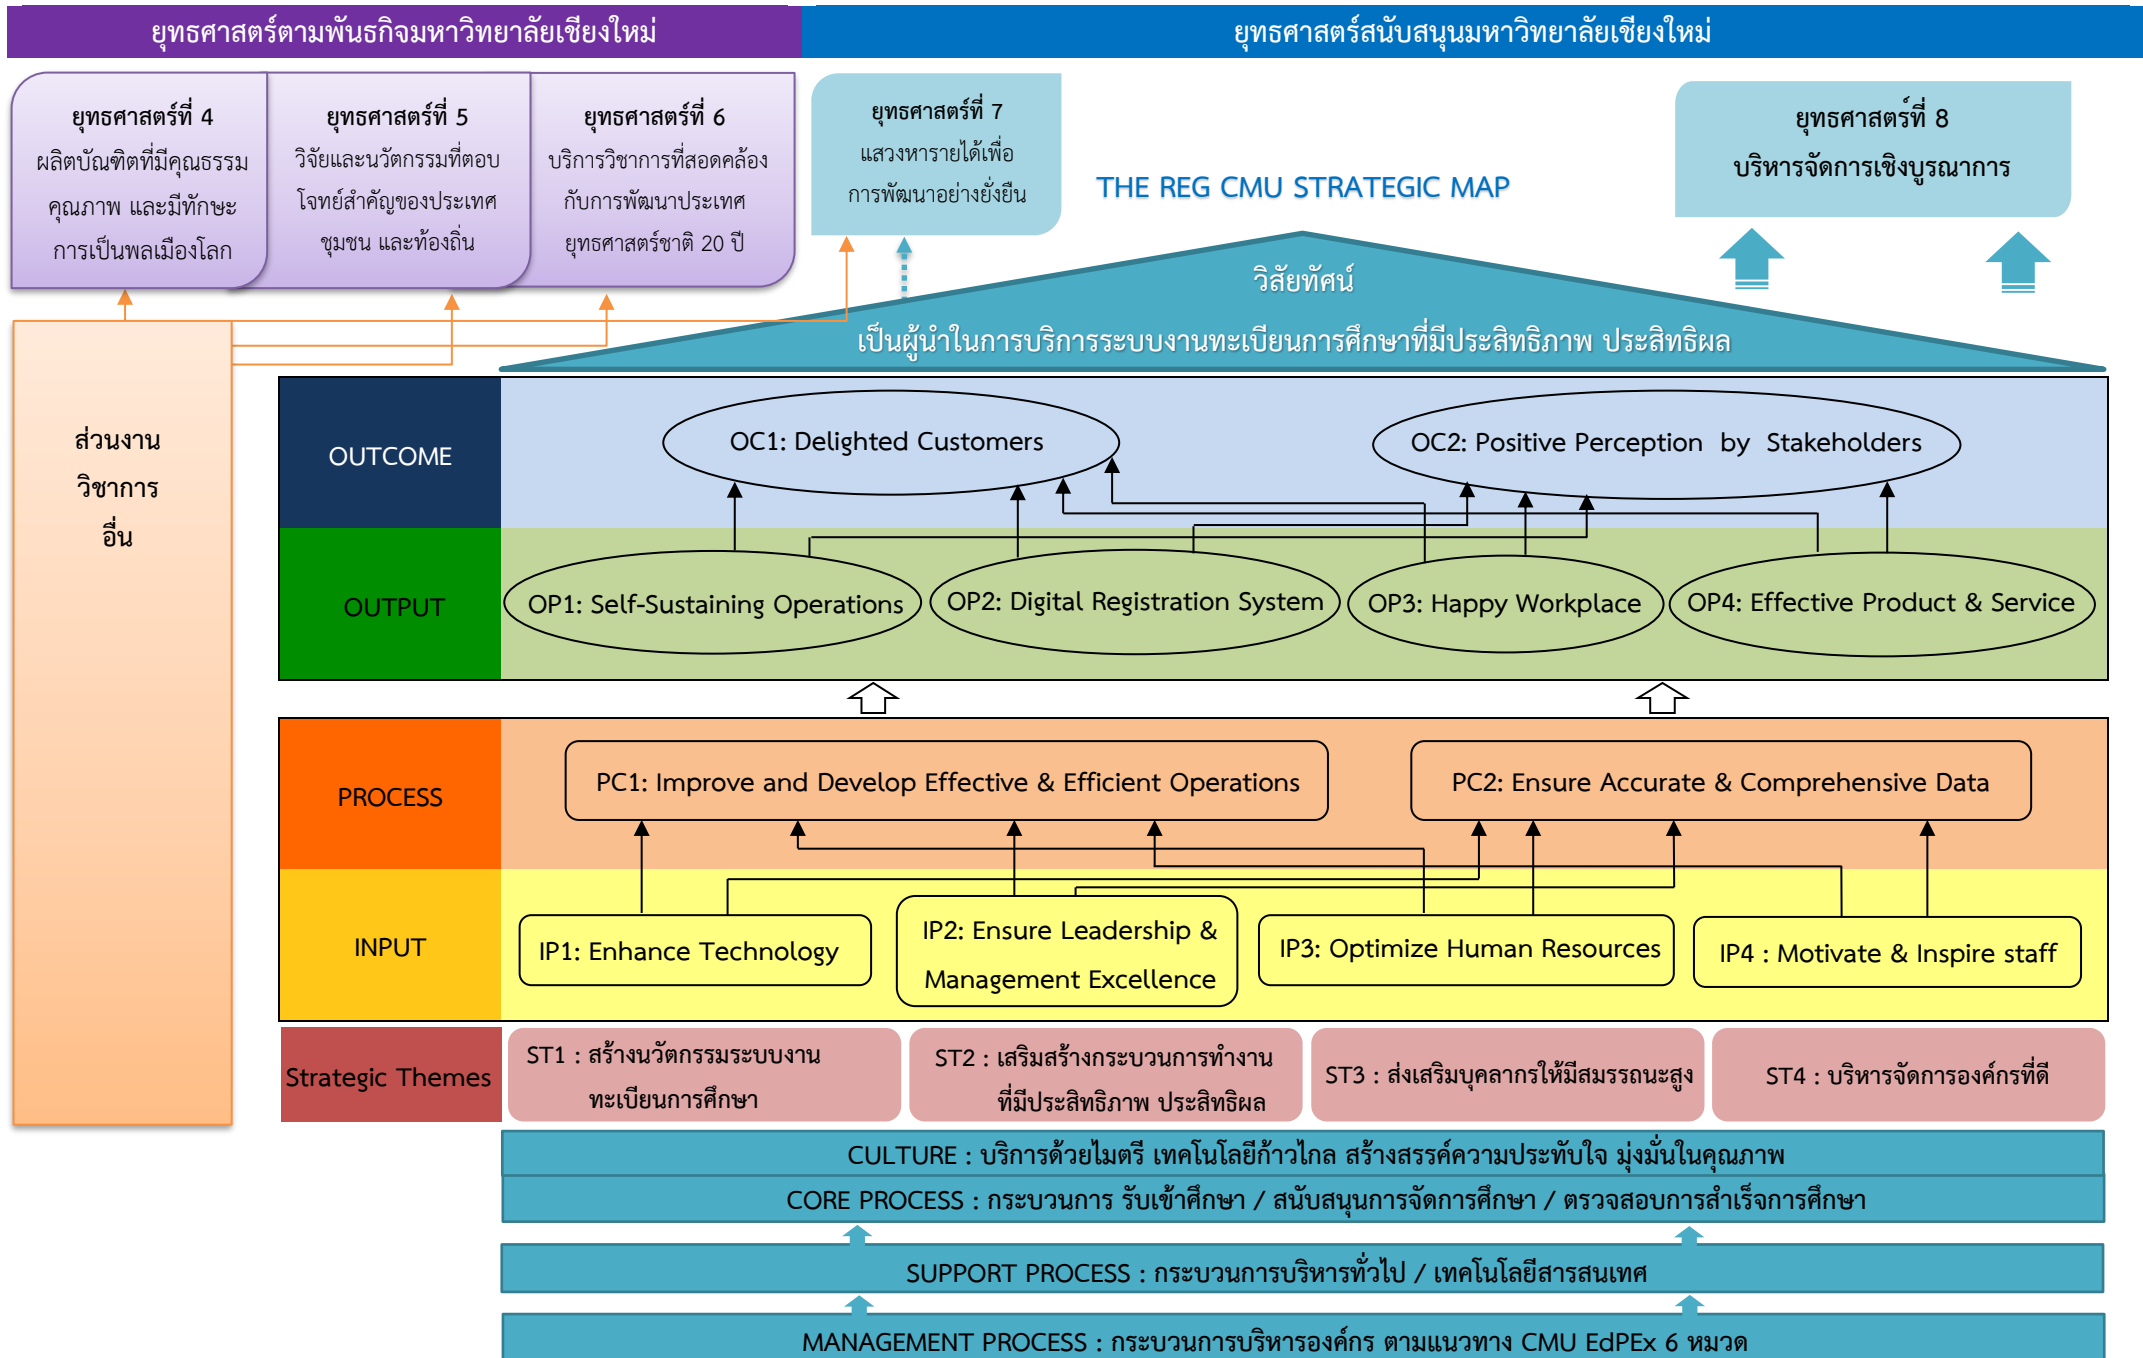 ยุทธศาสตร์ตามพันธกิจมหาวิทยาลัยเชียงใหม่
ยุทธศาสตร์สนับสนุนมหาวิทยาลัยเชียงใหม่
ยุทธศาสตร์ที่ 4
ผลิตบัณฑิตที่มีคุณธรรม
คุณภาพ และมีทักษะ
การเป็นพลเมืองโลก
ยุทธศาสตร์ที่ 5
วิจัยและนวัตกรรมที่ตอบ
โจทย์สำคัญของประเทศ
ชุมชน และท้องถิ่น
ยุทธศาสตร์ที่ 6
บริการวิชาการที่สอดคล้อง
กับการพัฒนาประเทศ
ยุทธศาสตร์ชาติ 20 ปี
ยุทธศาสตร์ที่ 7
แสวงหารายได้เพื่อ
การพัฒนาอย่างยั่งยืน
THE REG CMU STRATEGIC MAP
ยุทธศาสตร์ที่ 8
บริหารจัดการเชิงบูรณาการ
วิสัยทัศน์
เป็นผู้นำในการบริการระบบงานทะเบียนการศึกษาที่มีประสิทธิภาพ ประสิทธิผล
ส่วนงาน
วิชาการ
อื่น
OUTCOME
OC1: Delighted Customers
OC2: Positive Perception by Stakeholders
OUTPUT
OP1: Self-Sustaining Operations
OP2: Digital Registration System
OP3: Happy Workplace
OP4: Effective Product & Service
PROCESS
PC1: Improve and Develop Effective & Efficient Operations
PC2: Ensure Accurate & Comprehensive Data
INPUT
IP1: Enhance Technology
IP2: Ensure Leadership &
Management Excellence
IP3: Optimize Human Resources
IP4 : Motivate & Inspire staff
Strategic Themes
ST1 : สร้างนวัตกรรมระบบงาน
ทะเบียนการศึกษา
ST2 : เสริมสร้างกระบวนการทำงาน
ที่มีประสิทธิภาพ ประสิทธิผล
ST3 : ส่งเสริมบุคลากรให้มีสมรรถนะสูง
ST4 : บริหารจัดการองค์กรที่ดี
CULTURE : บริการด้วยไมตรี เทคโนโลยีก้าวไกล สร้างสรรค์ความประทับใจ มุ่งมั่นในคุณภาพ
CORE PROCESS : กระบวนการ รับเข้าศึกษา / สนับสนุนการจัดการศึกษา / ตรวจสอบการสำเร็จการศึกษา
SUPPORT PROCESS : กระบวนการบริหารทั่วไป / เทคโนโลยีสารสนเทศ
MANAGEMENT PROCESS : กระบวนการบริหารองค์กร ตามแนวทาง CMU EdPEx 6 หมวด